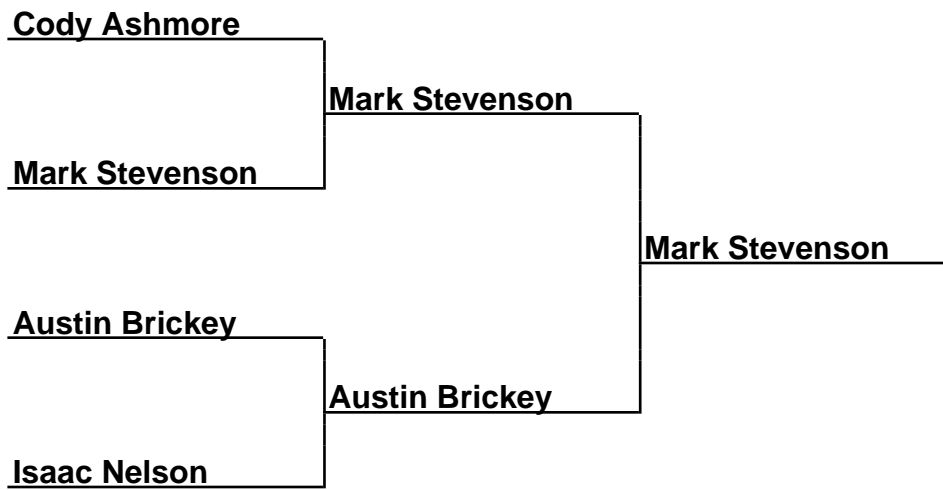 Cody Ashmore
Mark Stevenson
Mark Stevenson
Mark Stevenson
Austin Brickey
Austin Brickey
Isaac Nelson